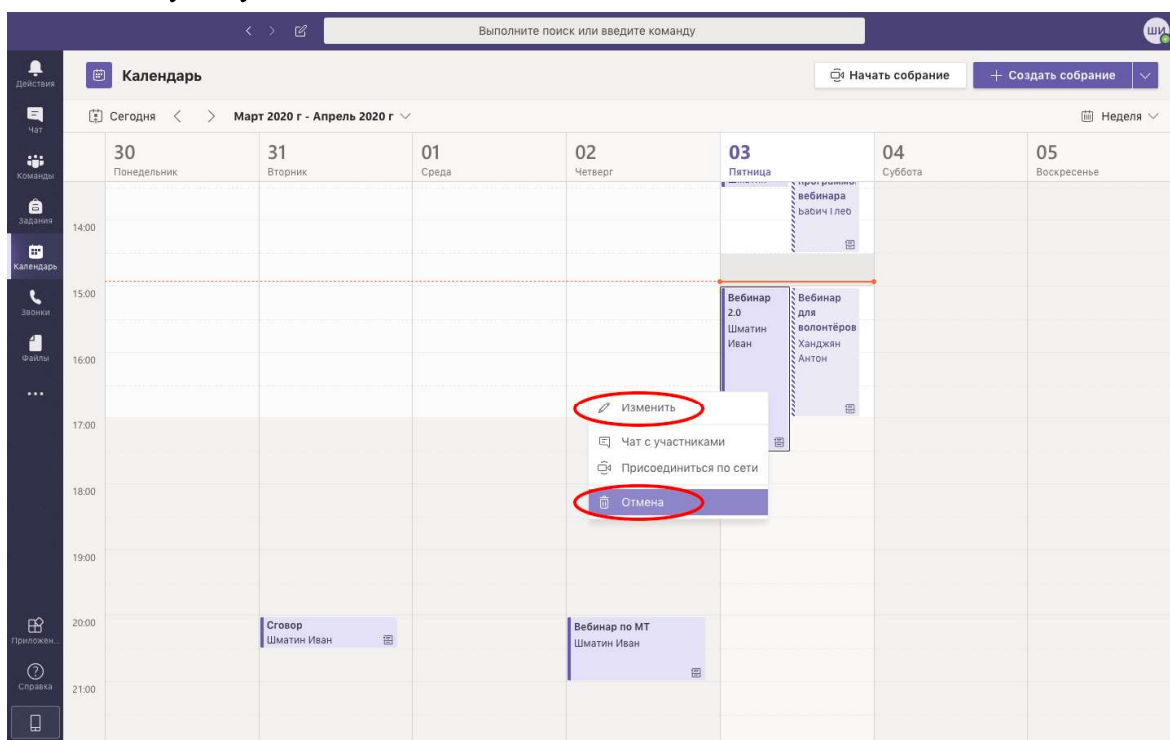 Выполните поиск или введите команду
ШИ
Действия
Чат
Команды
Задания
Календарь
Звонки
Файлы
Приложен...
Справка
Календарь
Начать собрание
+ Создать собрание
Сегодня
Март 2020 г - Апрель 2020 г
Неделя
30
Понедельник
31
Вторник
01
Среда
02
Четверг
03
Пятница
04
Суббота
05
Воскресенье
14:00
15:00
16:00
17:00
18:00
19:00
20:00
21:00
вебинара
Бабич Глеб
Вебинар
2.0
Шматин
Иван
Вебинар
для
волонтёров
Ханджян
Антон
Изменить
Чат с участниками
Присоединиться по сети
Отмена
Сговор
Шматин Иван
Вебинар по МТ
Шматин Иван